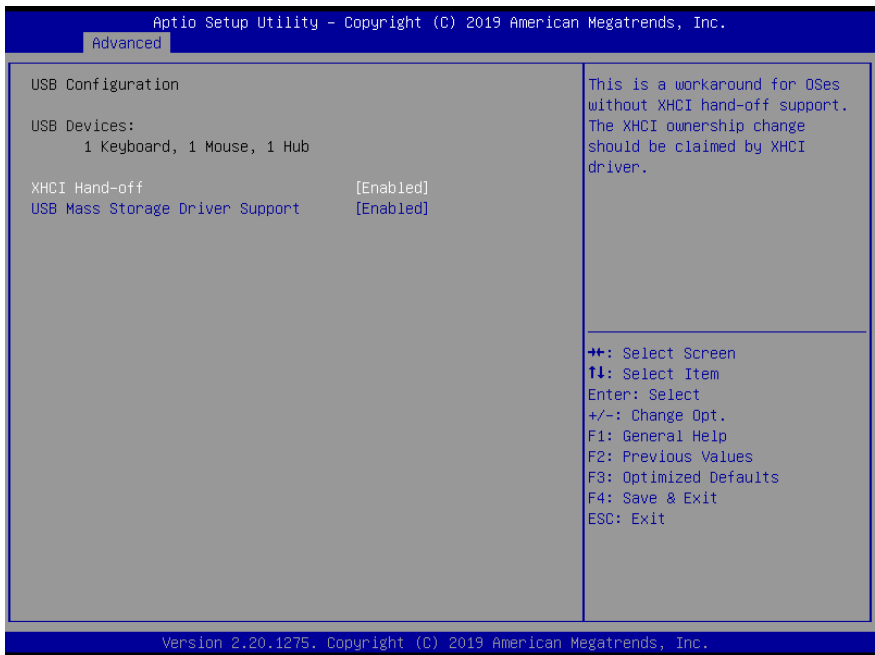 Aptio Setup Utility – Copyright (C) 2019 American Megatrends, Inc.
Advanced
USB Configuration
USB Devices:
1 Keyboard, 1 Mouse, 1 Hub
XHCI Hand-off [Enabled]
USB Mass Storage Driver Support [Enabled]
This is a workaround for OSes
without XHCI hand-off support.
The XHCI ownership change
should be claimed by XHCI
driver.
→←: Select Screen
↑↓: Select Item
Enter: Select
+/-: Change Opt.
F1: General Help
F2: Previous Values
F3: Optimized Defaults
F4: Save & Exit
ESC: Exit
Version 2.20.1275. Copyright (C) 2019 American Megatrends, Inc.